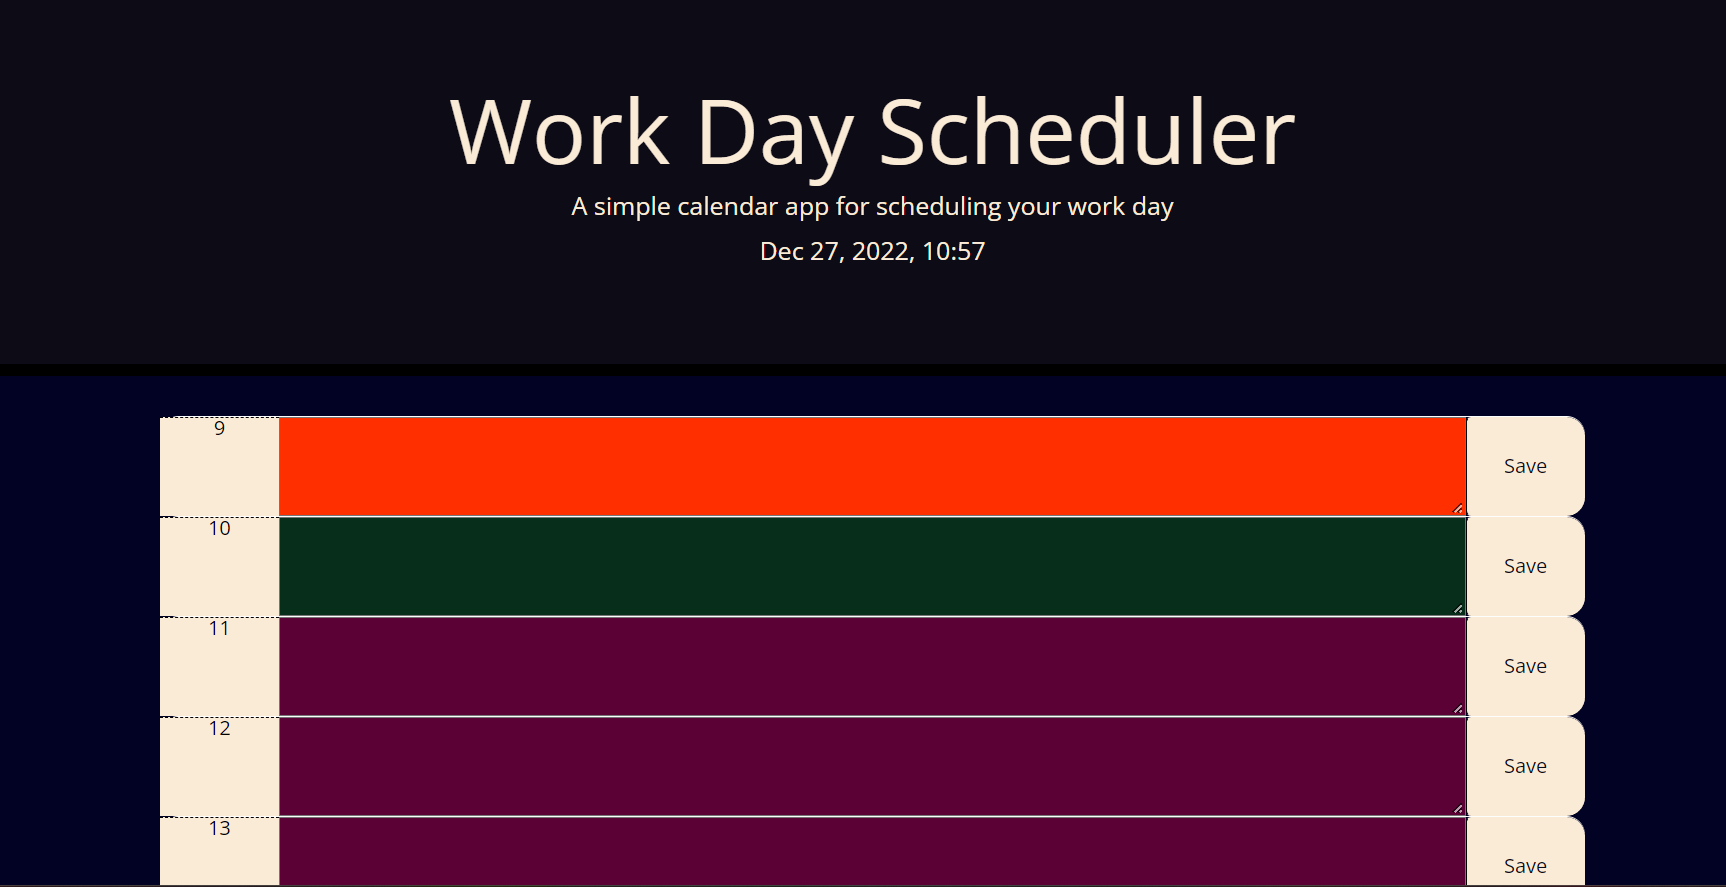 Work Day Scheduler
A simple calendar app for scheduling your work day
Dec 27, 2022, 10:57
9
Save
10
Save
11
Save
12
Save
13
Save